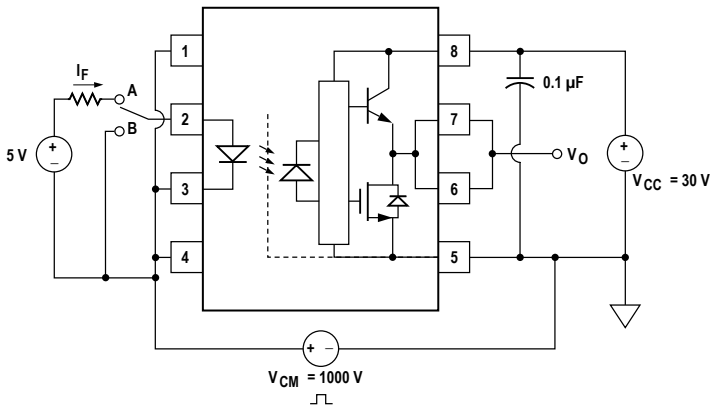 1
8
I_F
A
0.1 µF
2
7
B
5 V
+
−
V_O
+
−
V_CC = 30 V
3
6
4
5
+ −
V_CM = 1000 V